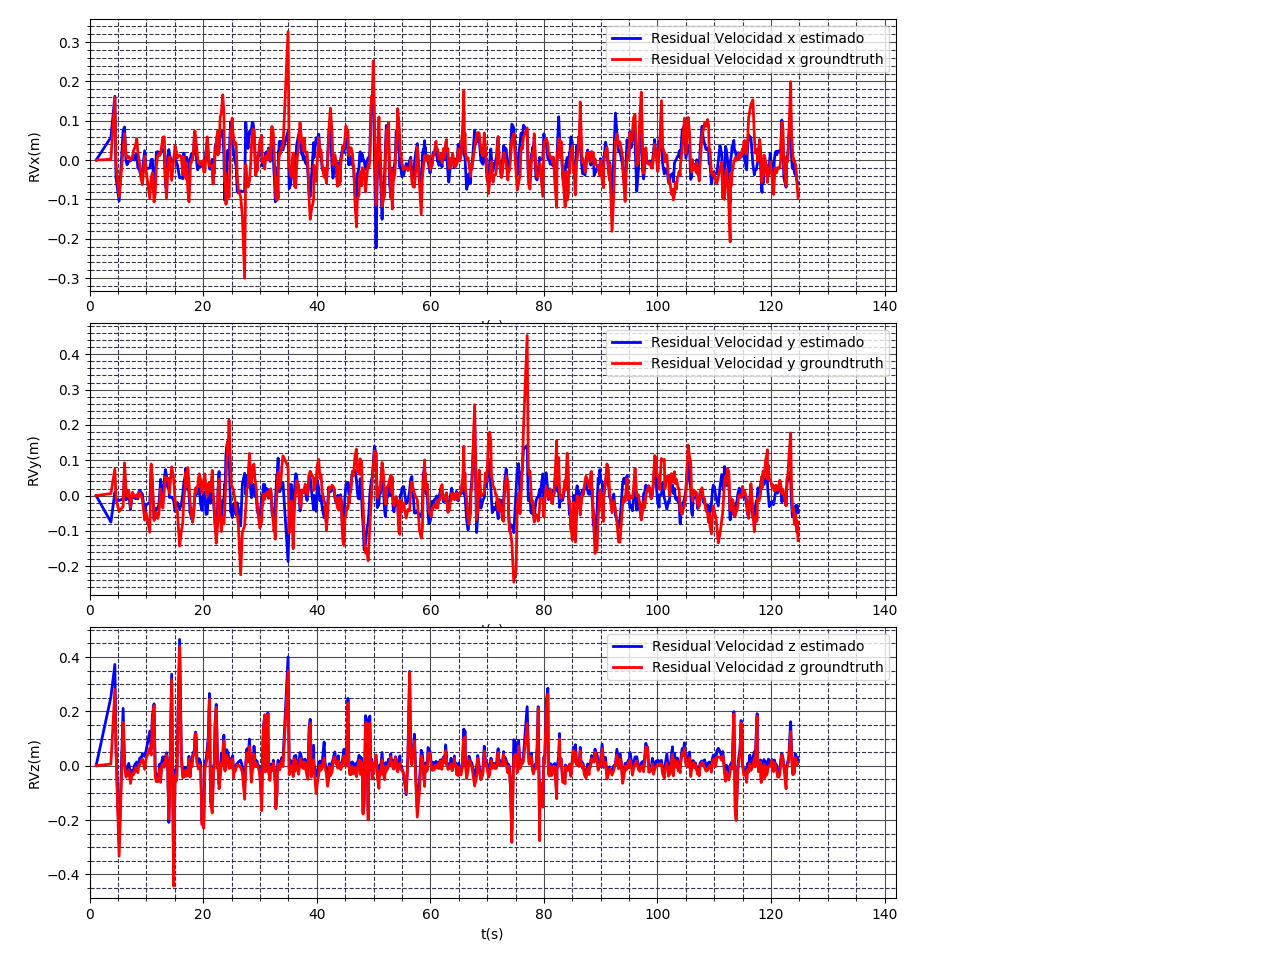 Residual Velocidad x estimado
Residual Velocidad x groundtruth
RVx(m)
0.3
0.2
0.1
0.0
−0.1
−0.2
−0.3
0 20 40 60 80 100 120 140
Residual Velocidad y estimado
Residual Velocidad y groundtruth
RVy(m)
0.4
0.3
0.2
0.1
0.0
−0.1
−0.2
0 20 40 60 80 100 120 140
Residual Velocidad z estimado
Residual Velocidad z groundtruth
RVz(m)
0.4
0.2
0.0
−0.2
−0.4
0 20 40 60 80 100 120 140
t(s)